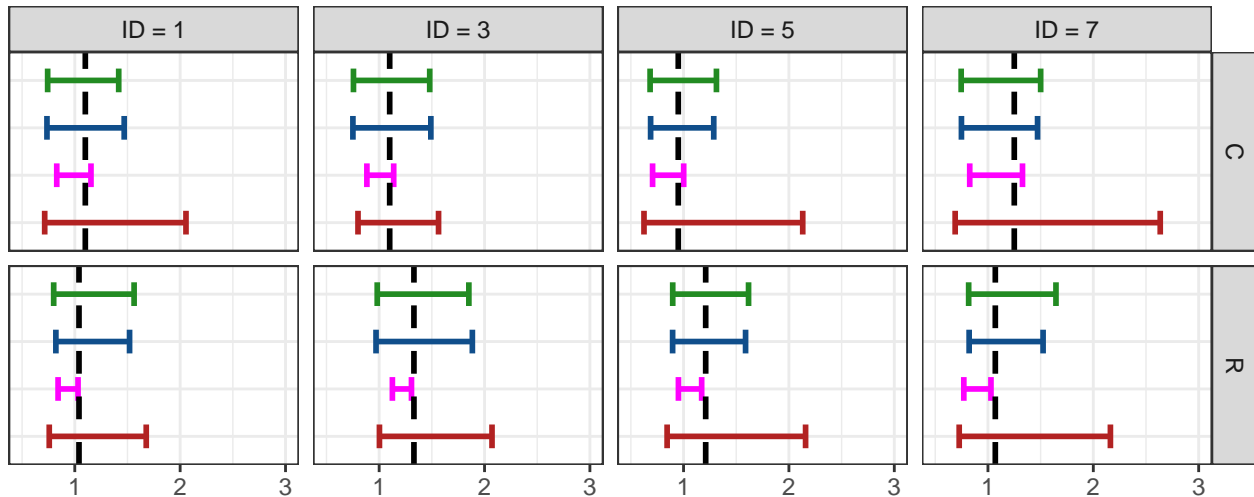 ID = 1 ID = 3 ID = 5 ID = 7
C
R
1 2 3 1 2 3 1 2 3 1 2 3